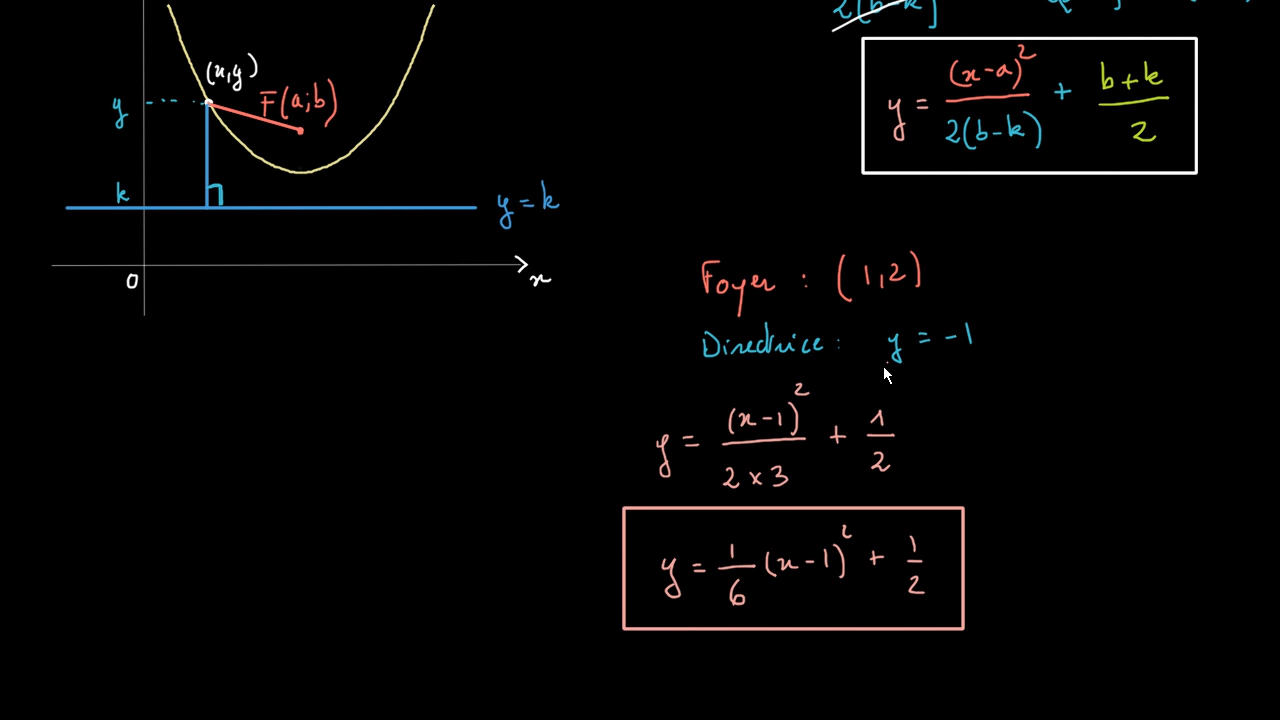 2(b-k)
(x,y)
F(a;b)
y
y = (x-a)² / 2(b-k) + b+k / 2
k
y = k
0
x
Foyer : (1,2)
Directrice : y = -1
y = (x-1)² / 2 × 3 + 1 / 2
y = 1/6 (x-1)² + 1/2